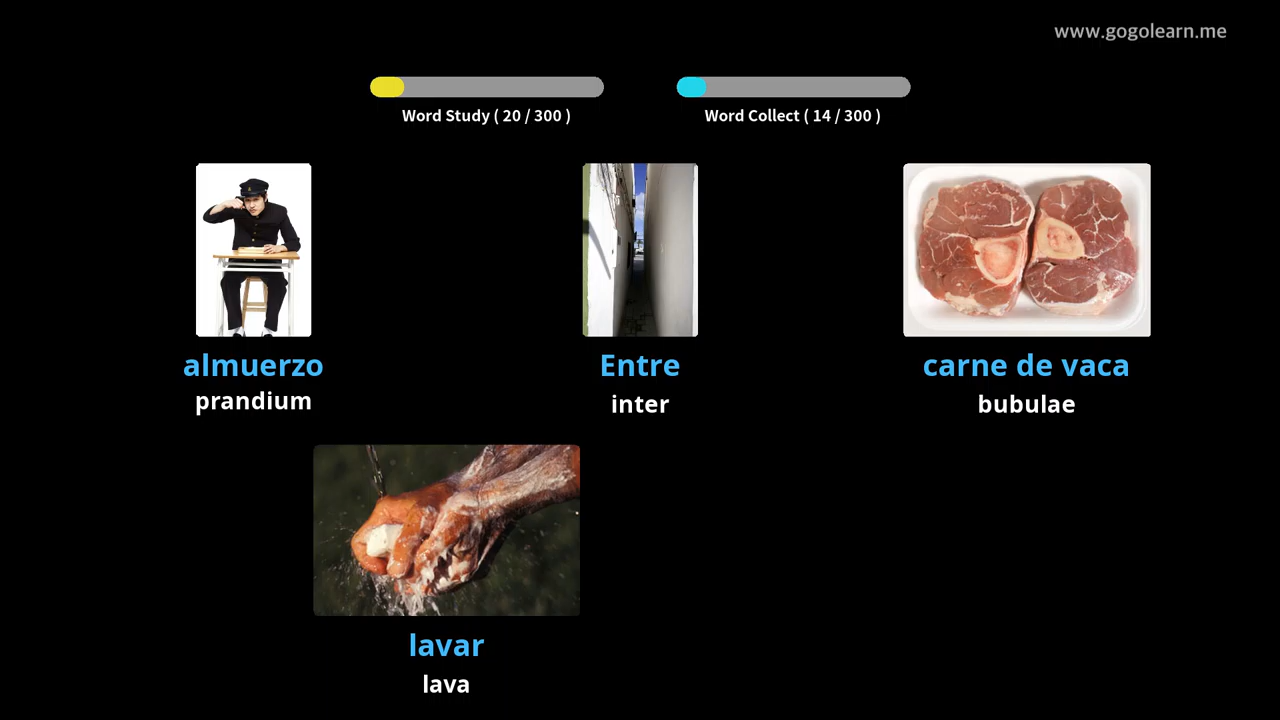 www.gogolearn.me
Word Study ( 20 / 300 )
Word Collect ( 14 / 300 )
almuerzo
prandium
Entre
inter
carne de vaca
bubulae
lavar
lava